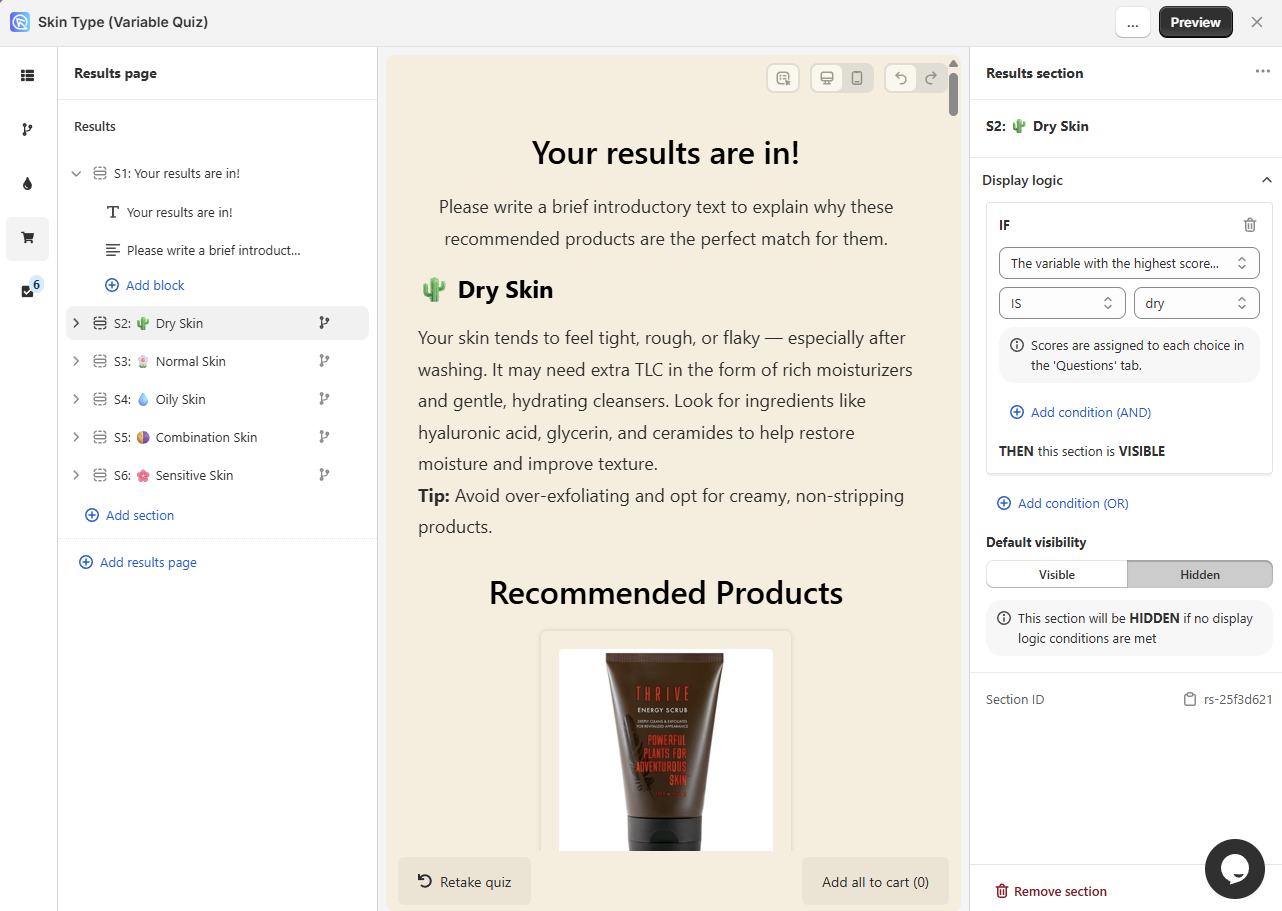 Skin Type (Variable Quiz)
...
Preview
Results page
Results
S1: Your results are in!
Your results are in!
Please write a brief introduct...
Add block
S2: 🌵 Dry Skin
S3: Normal Skin
S4: 💧 Oily Skin
S5: Combination Skin
S6: 🌸 Sensitive Skin
Add section
Add results page
6
Your results are in!
Please write a brief introductory text to explain why these
recommended products are the perfect match for them.
🌵 Dry Skin
Your skin tends to feel tight, rough, or flaky — especially after
washing. It may need extra TLC in the form of rich moisturizers
and gentle, hydrating cleansers. Look for ingredients like
hyaluronic acid, glycerin, and ceramides to help restore
moisture and improve texture.
Tip: Avoid over-exfoliating and opt for creamy, non-stripping
products.
Recommended Products
THRIVE
ENERGY SCRUB
DEEPLY CLEANS & EXFOLIATES
FOR REVITALIZED APPEARANCE
POWERFUL
PLANTS FOR
ADVENTUROUS
SKIN
Retake quiz
Add all to cart (0)
Results section
S2: 🌵 Dry Skin
Display logic
IF
The variable with the highest score...
IS
dry
Scores are assigned to each choice in
the 'Questions' tab.
Add condition (AND)
THEN this section is VISIBLE
Add condition (OR)
Default visibility
Visible
Hidden
This section will be HIDDEN if no display
logic conditions are met
Section ID
rs-25f3d621
Remove section